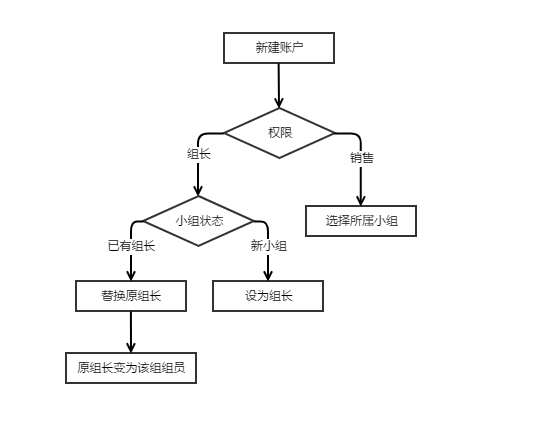 新建账户
权限
组长
销售
小组状态
选择所属小组
已有组长
新小组
替换原组长
设为组长
原组长变为该组组员